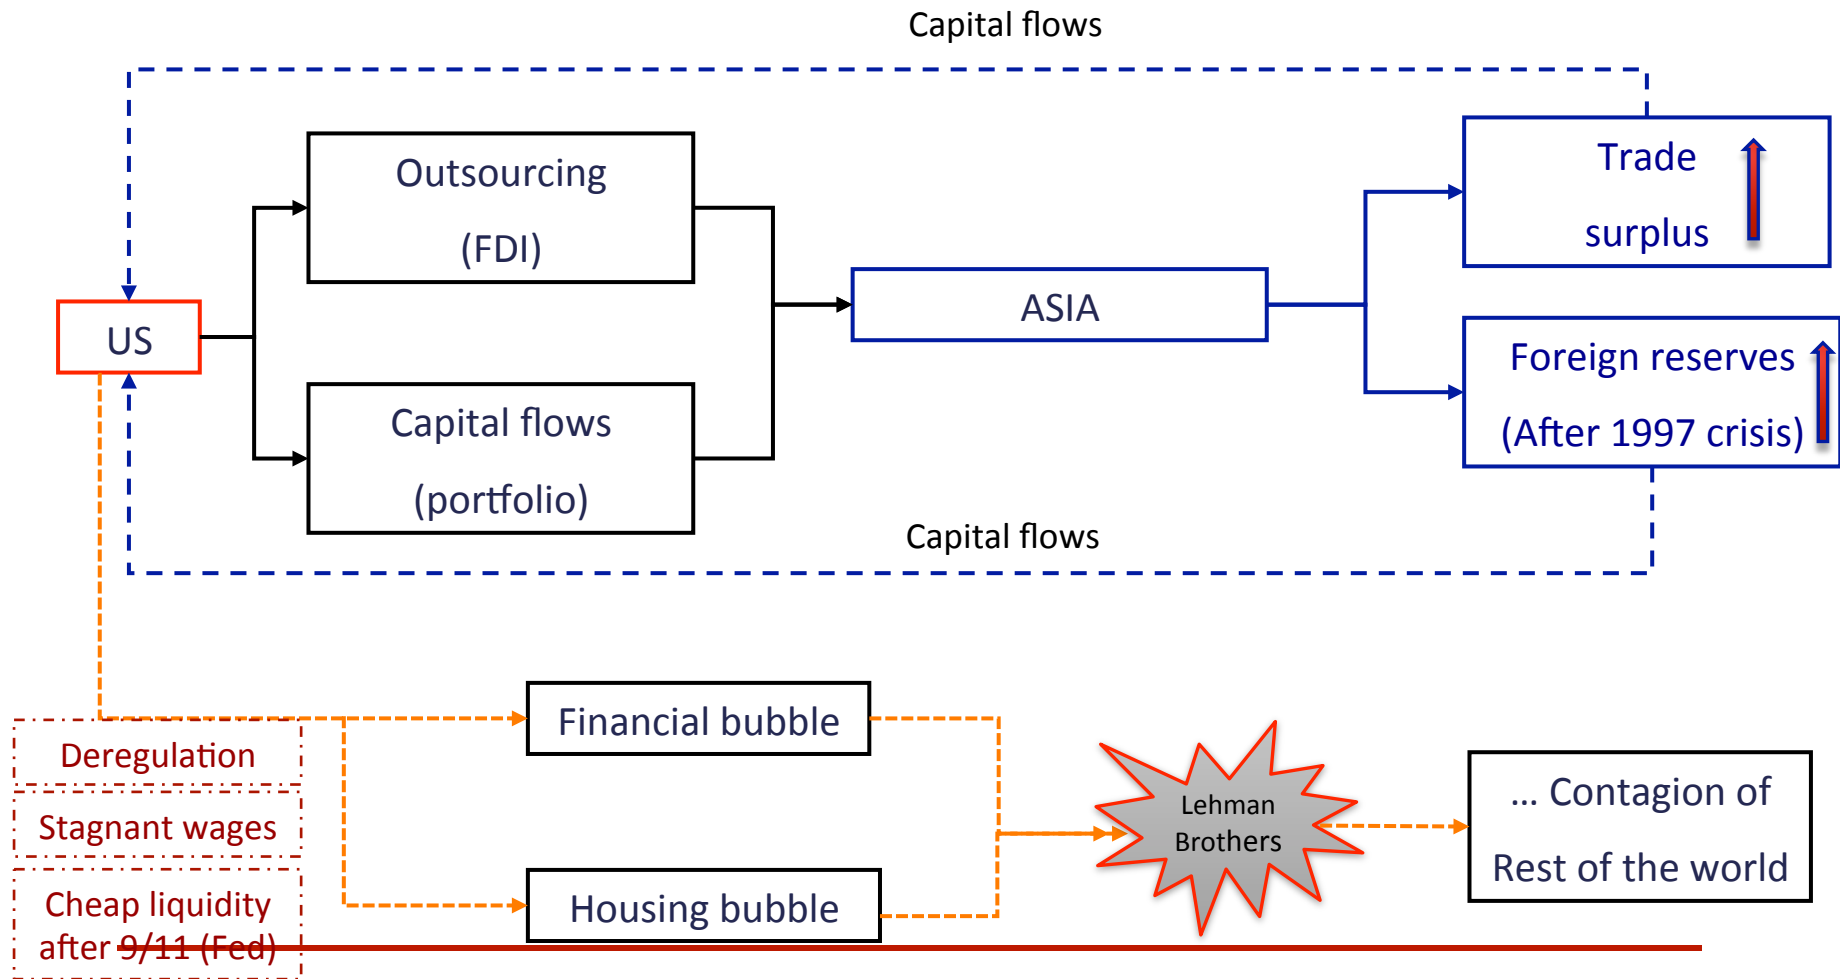 Capital flows
Outsourcing
(FDI)
Trade
surplus
US
ASIA
Capital flows
(portfolio)
Foreign reserves
(After 1997 crisis)
Capital flows
Deregulation
Stagnant wages
Cheap liquidity
after 9/11 (Fed)
Financial bubble
Housing bubble
Lehman
Brothers
... Contagion of
Rest of the world